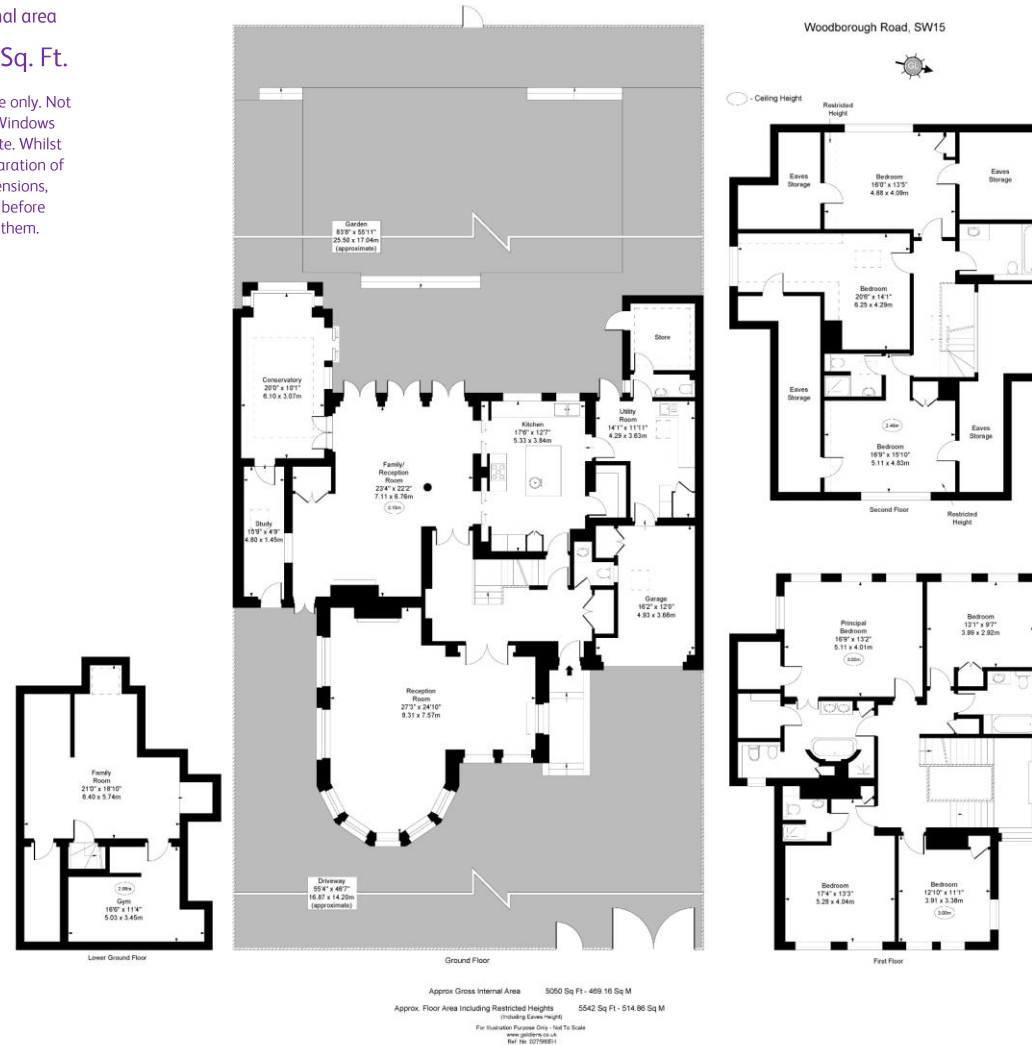 nal area
Sq. Ft.
e only. Not
Windows
te. Whilst
aration of
ensions,
before
them.
Woodborough Road, SW15
- Ceiling Height
Restricted
Height
Eaves
Storage
Bedroom
16'0" x 13'5"
4.88 x 4.09m
Eaves
Storage
Bedroom
20'6" x 14'1"
6.25 x 4.29m
Eaves
Storage
2.46m
Bedroom
16'9" x 15'10"
5.11 x 4.83m
Eaves
Storage
Second Floor
Restricted
Height
Garden
83'8" x 55'11"
25.50 x 17.04m
(approximate)
Store
Conservatory
20'0" x 10'1"
6.10 x 3.07m
Kitchen
17'6" x 12'7"
5.33 x 3.84m
Utility
Room
14'1" x 11'11"
4.29 x 3.63m
Family/
Reception
Room
23'4" x 22'2"
7.11 x 6.76m
Study
15'9" x 4'9"
4.80 x 1.45m
Garage
16'2" x 12'0"
4.93 x 3.66m
Reception
Room
27'3" x 24'10"
8.31 x 7.57m
Driveway
55'4" x 46'7"
16.87 x 14.20m
(approximate)
Ground Floor
Family
Room
21'0" x 18'10"
6.40 x 5.74m
Gym
16'6" x 11'4"
5.03 x 3.45m
Lower Ground Floor
Principal
Bedroom
16'9" x 13'2"
5.11 x 4.01m
Bedroom
13'1" x 9'7"
3.99 x 2.92m
Bedroom
17'4" x 13'3"
5.28 x 4.04m
Bedroom
12'10" x 11'1"
3.91 x 3.38m
3.00m
First Floor
Approx Gross Internal Area 5050 Sq Ft - 469.16 Sq M
Approx. Floor Area Including Restricted Heights 5542 Sq Ft - 514.86 Sq M
(Including Eaves Height)
For Illustration Purpose Only - Not To Scale
www.goldlens.co.uk